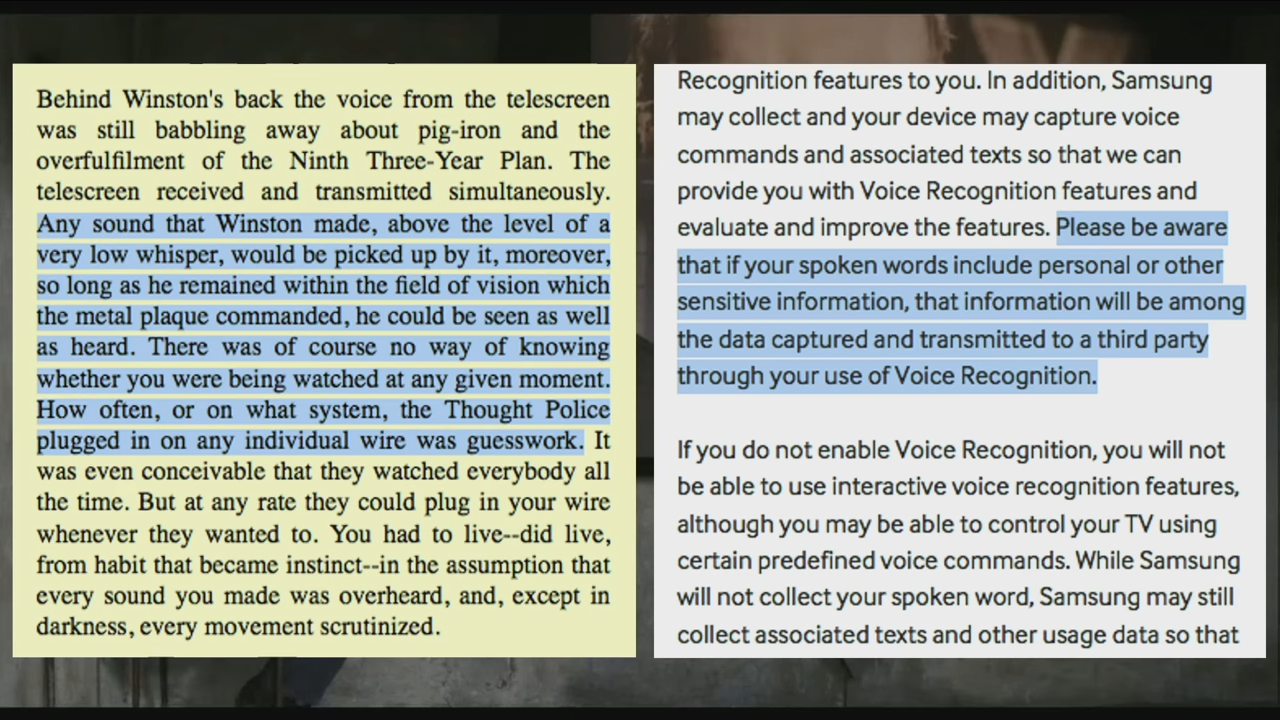 Behind Winston's back the voice from the telescreen
was still babbling away about pig-iron and the
overfulfilment of the Ninth Three-Year Plan. The
telescreen received and transmitted simultaneously.
Any sound that Winston made, above the level of a
very low whisper, would be picked up by it, moreover,
so long as he remained within the field of vision which
the metal plaque commanded, he could be seen as well
as heard. There was of course no way of knowing
whether you were being watched at any given moment.
How often, or on what system, the Thought Police
plugged in on any individual wire was guesswork. It
was even conceivable that they watched everybody all
the time. But at any rate they could plug in your wire
whenever they wanted to. You had to live--did live,
from habit that became instinct--in the assumption that
every sound you made was overheard, and, except in
darkness, every movement scrutinized.
Recognition features to you. In addition, Samsung
may collect and your device may capture voice
commands and associated texts so that we can
provide you with Voice Recognition features and
evaluate and improve the features. Please be aware
that if your spoken words include personal or other
sensitive information, that information will be among
the data captured and transmitted to a third party
through your use of Voice Recognition.
If you do not enable Voice Recognition, you will not
be able to use interactive voice recognition features,
although you may be able to control your TV using
certain predefined voice commands. While Samsung
will not collect your spoken word, Samsung may still
collect associated texts and other usage data so that